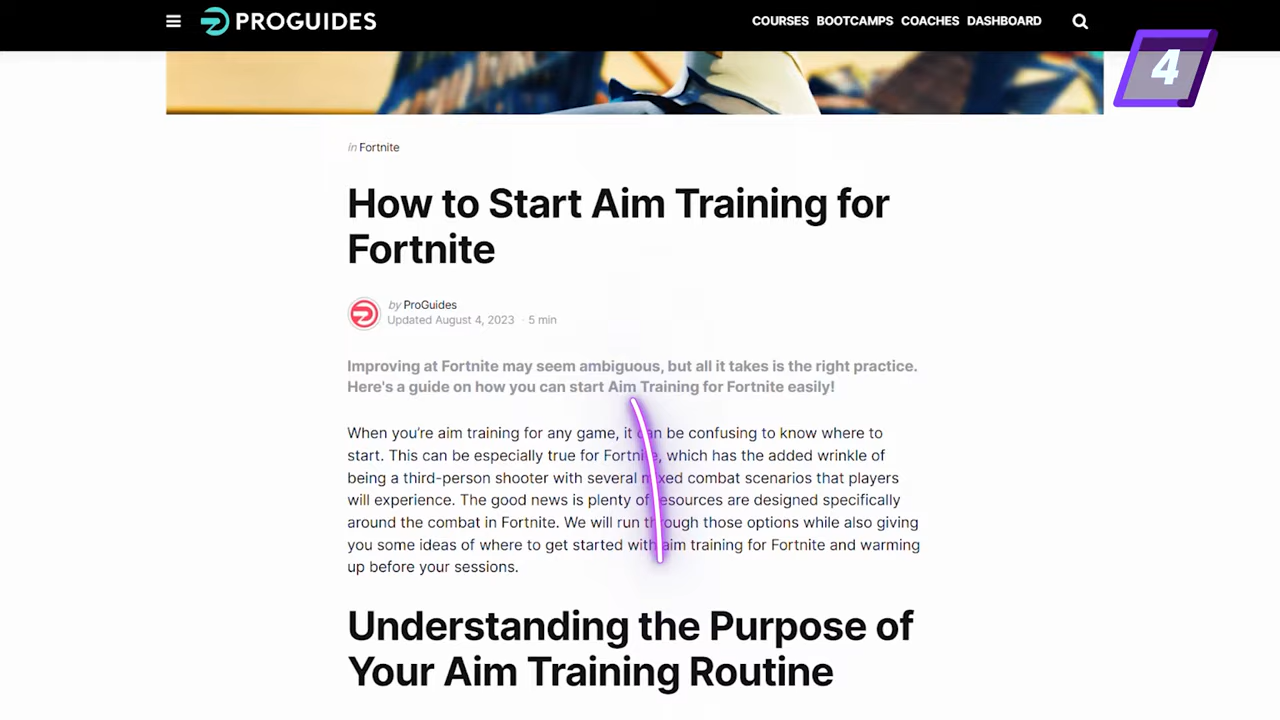 PROGUIDES
COURSES BOOTCAMPS COACHES DASHBOARD
4
in Fortnite
How to Start Aim Training for
Fortnite
by ProGuides
Updated August 4, 2023 · 5 min
Improving at Fortnite may seem ambiguous, but all it takes is the right practice.
Here's a guide on how you can start Aim Training for Fortnite easily!
When you're aim training for any game, it can be confusing to know where to
start. This can be especially true for Fortnite, which has the added wrinkle of
being a third-person shooter with several mixed combat scenarios that players
will experience. The good news is plenty of resources are designed specifically
around the combat in Fortnite. We will run through those options while also giving
you some ideas of where to get started with aim training for Fortnite and warming
up before your sessions.
Understanding the Purpose of
Your Aim Training Routine